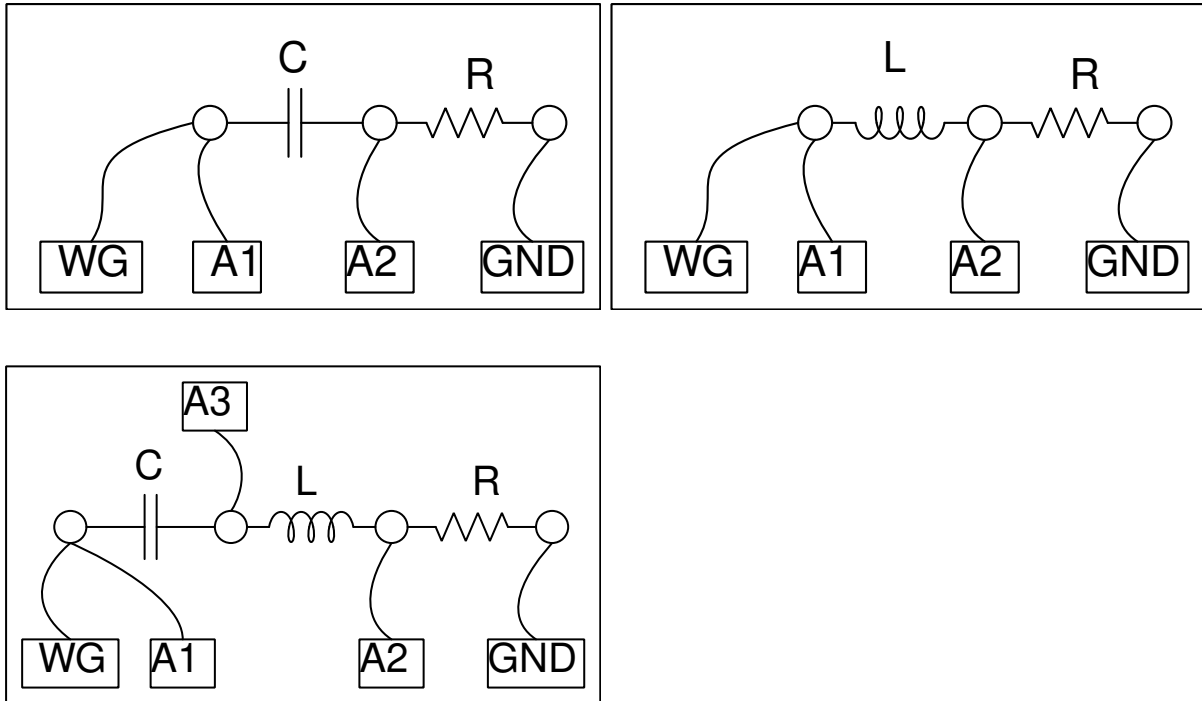 C R
WG A1 A2 GND
L R
WG A1 A2 GND
A3
C L R
WG A1 A2 GND